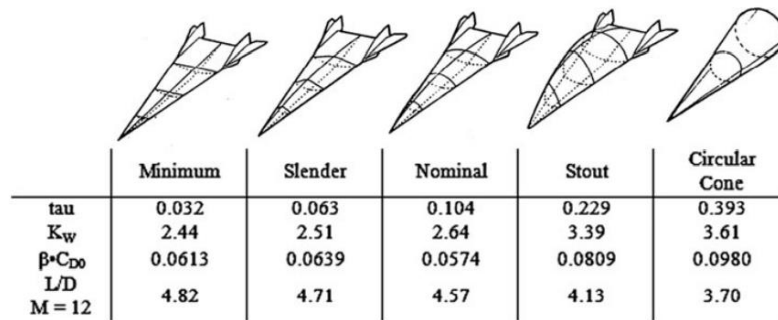 Minimum Slender Nominal Stout Circular Cone
tau 0.032 0.063 0.104 0.229 0.393
K_W 2.44 2.51 2.64 3.39 3.61
β•C_D0 0.0613 0.0639 0.0574 0.0809 0.0980
L/D
M = 12 4.82 4.71 4.57 4.13 3.70